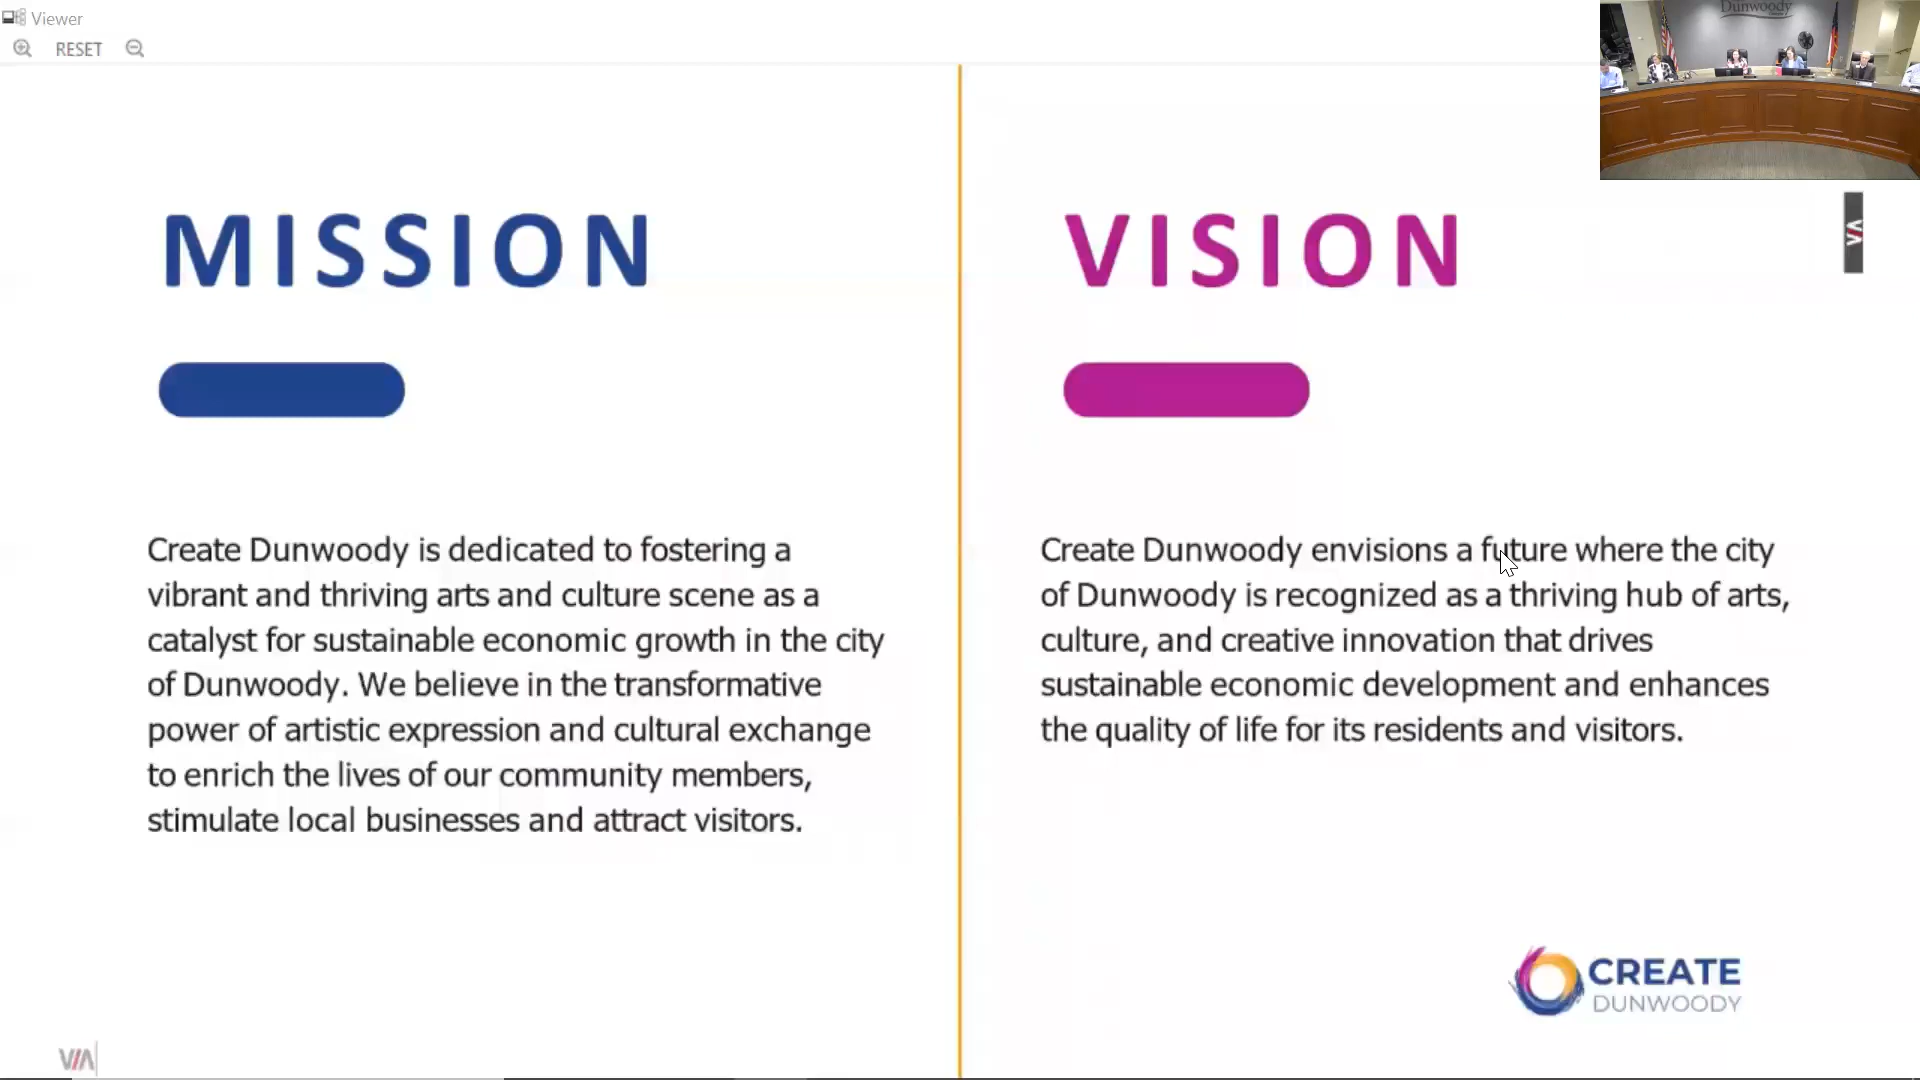 Viewer
RESET
Dunwoody
MISSION
Create Dunwoody is dedicated to fostering a
vibrant and thriving arts and culture scene as a
catalyst for sustainable economic growth in the city
of Dunwoody. We believe in the transformative
power of artistic expression and cultural exchange
to enrich the lives of our community members,
stimulate local businesses and attract visitors.
VISION
Create Dunwoody envisions a future where the city
of Dunwoody is recognized as a thriving hub of arts,
culture, and creative innovation that drives
sustainable economic development and enhances
the quality of life for its residents and visitors.
CREATE
DUNWOODY
VIA
VIA